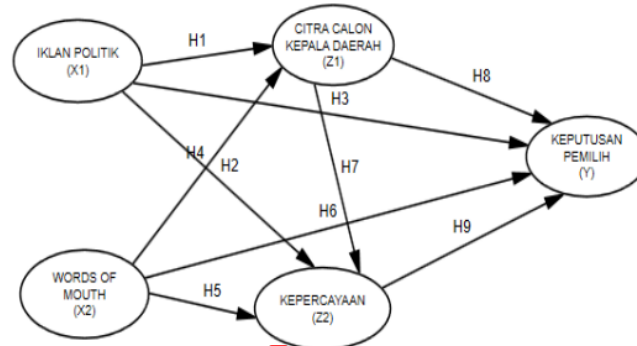 IKLAN POLITIK
(X1)
H1
CITRA CALON
KEPALA DAERAH
(Z1)
H8
H3
KEPUTUSAN
PEMILIH
(Y)
H4
H2
H7
H6
H9
WORDS OF
MOUTH
(X2)
H5
KEPERCAYAAN
(Z2)